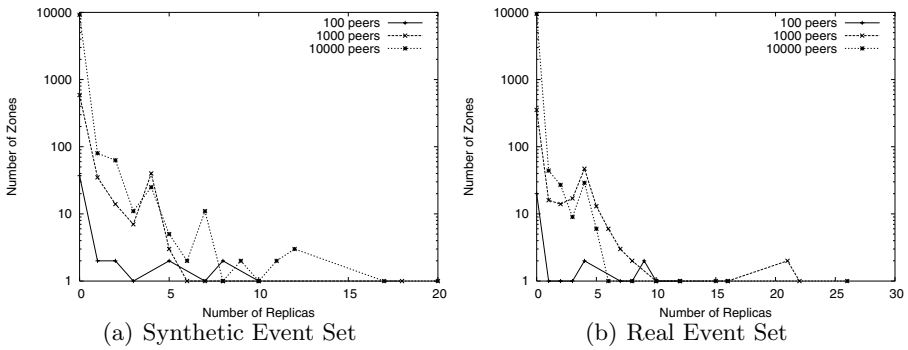 10000
1000
100
10
1
0 5 10 15 20
Number of Zones
Number of Replicas
100 peers
1000 peers
10000 peers
(a) Synthetic Event Set
10000
1000
100
10
1
0 5 10 15 20 25 30
Number of Zones
Number of Replicas
100 peers
1000 peers
10000 peers
(b) Real Event Set